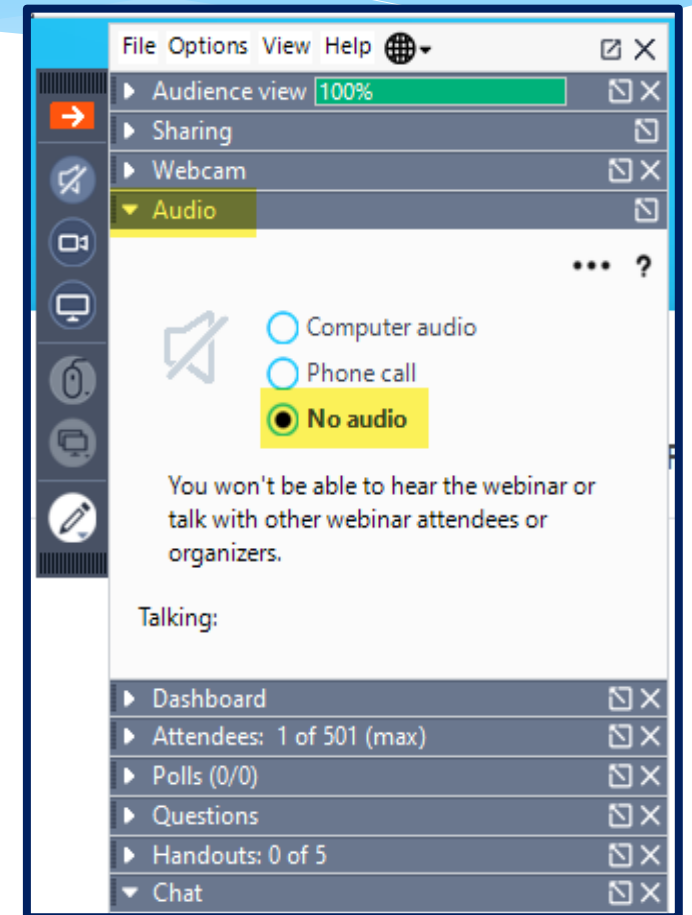 File Options View Help
Audience view 100%
Sharing
Webcam
Audio
... ?
Computer audio
Phone call
No audio
You won't be able to hear the webinar or
talk with other webinar attendees or
organizers.
Talking:
Dashboard
Attendees: 1 of 501 (max)
Polls (0/0)
Questions
Handouts: 0 of 5
Chat